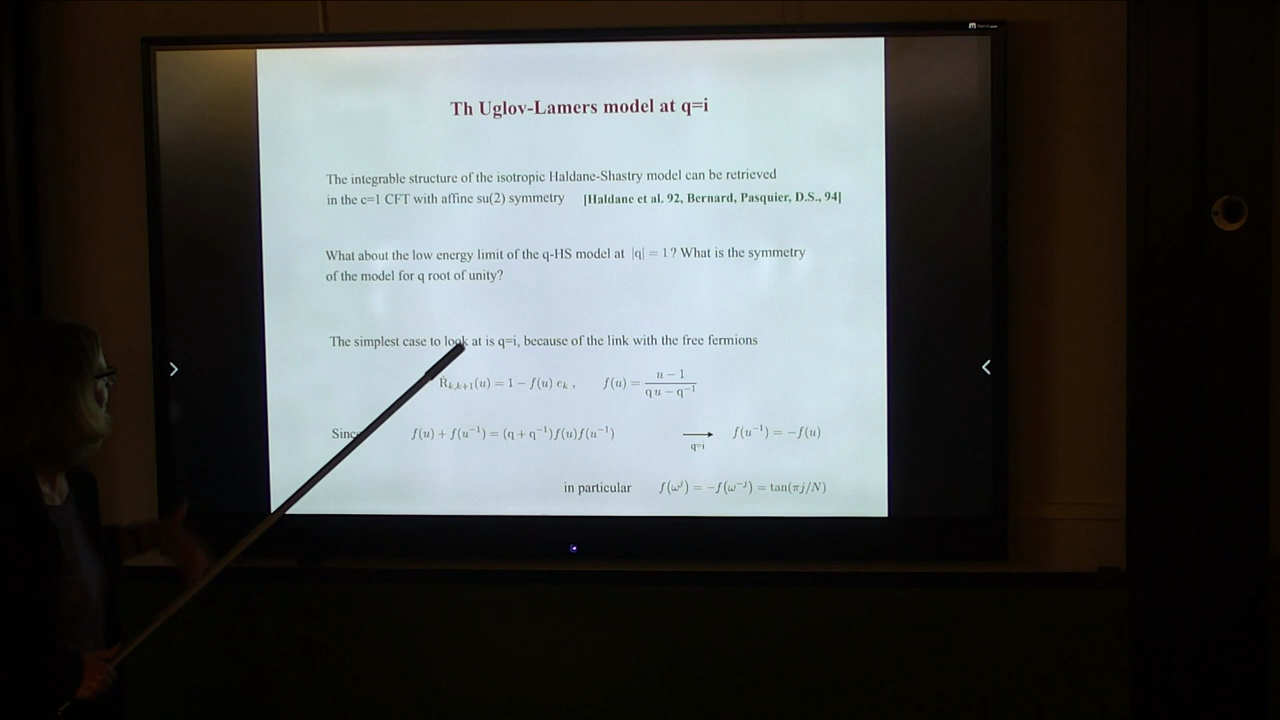 Th Uglov-Lamers model at q=i
The integrable structure of the isotropic Haldane-Shastry model can be retrieved
in the c=1 CFT with affine su(2) symmetry [Haldane et al. 92, Bernard, Pasquier, D.S., 94]
What about the low energy limit of the q-HS model at |q| = 1? What is the symmetry
of the model for q root of unity?
The simplest case to look at is q=i, because of the link with the free fermions
Ř_{k,k+1}(u) = 1 − f(u) e_k , f(u) = \frac{u − 1}{q u − q^{−1}}
Sinc f(u) + f(u^{−1}) = (q + q^{−1})f(u)f(u^{−1}) ⟶ q=i f(u^{−1}) = −f(u)
in particular f(ω^j) = −f(ω^{−j}) = tan(πj/N)